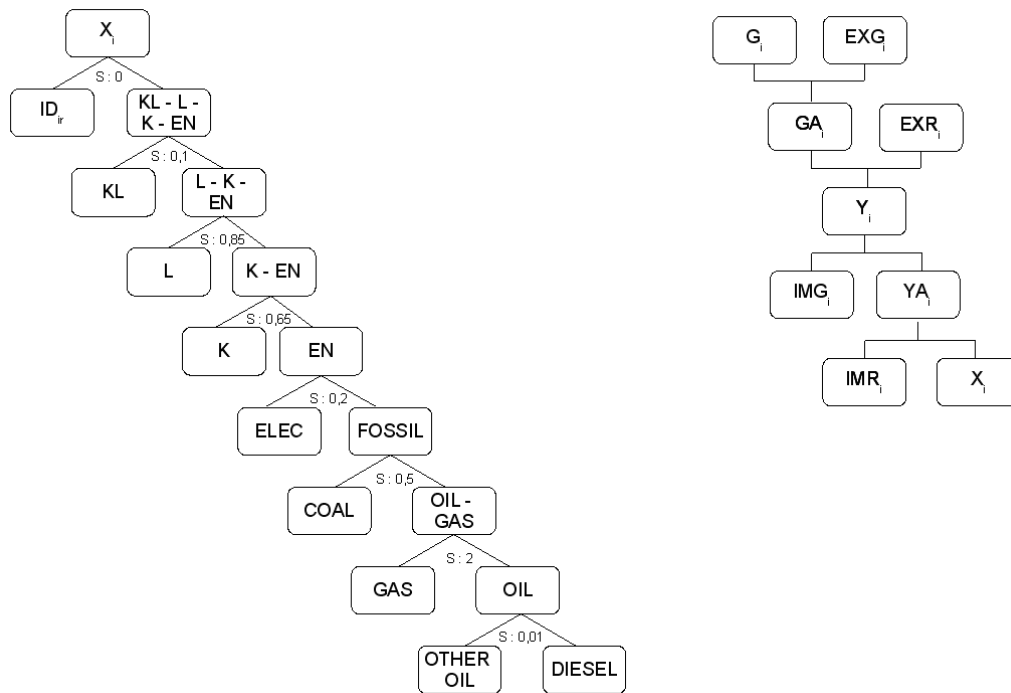 X i
S : 0
ID ir
KL - L -
K - EN
S : 0,1
KL
L - K -
EN
S : 0,85
L
K - EN
S : 0,65
K
EN
S : 0,2
ELEC
FOSSIL
S : 0,5
COAL
OIL -
GAS
S : 2
GAS
OIL
S : 0,01
OTHER
OIL
DIESEL
G i
EXG i
GA i
EXR i
Y i
IMG i
YA i
IMR i
X i